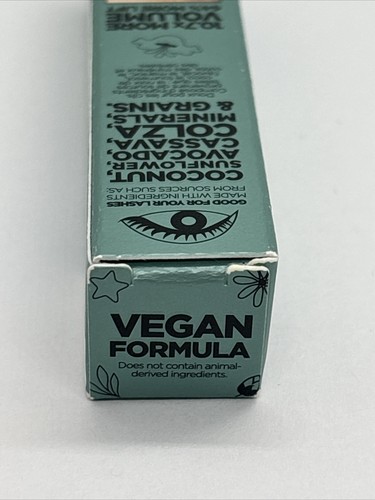 GOOD FOR YOUR LASHES
MADE WITH INGREDIENTS
FROM SOURCES SUCH AS:
COCONUT,
SUNFLOWER,
AVOCADO,
CASSAVA,
COLZA,
MINERALS,
& GRAINS.
10.7x MORE
VOLUME
VEGAN
FORMULA
Does not contain animal-
derived ingredients.